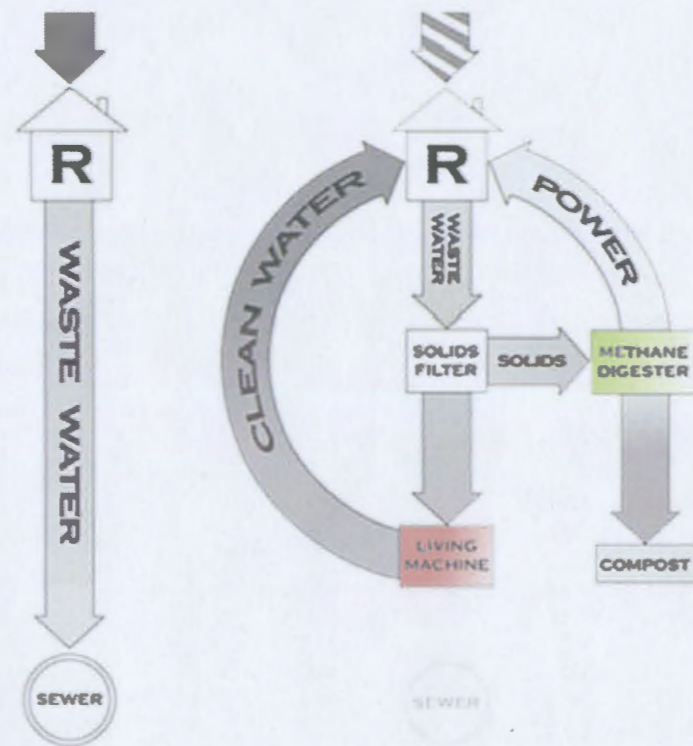 R
WASTE WATER
SEWER
R
WASTE
WATER
CLEAN WATER
POWER
SOLIDS
FILTER
SOLIDS
METHANE
DIGESTER
LIVING
MACHINE
COMPOST
SEWER